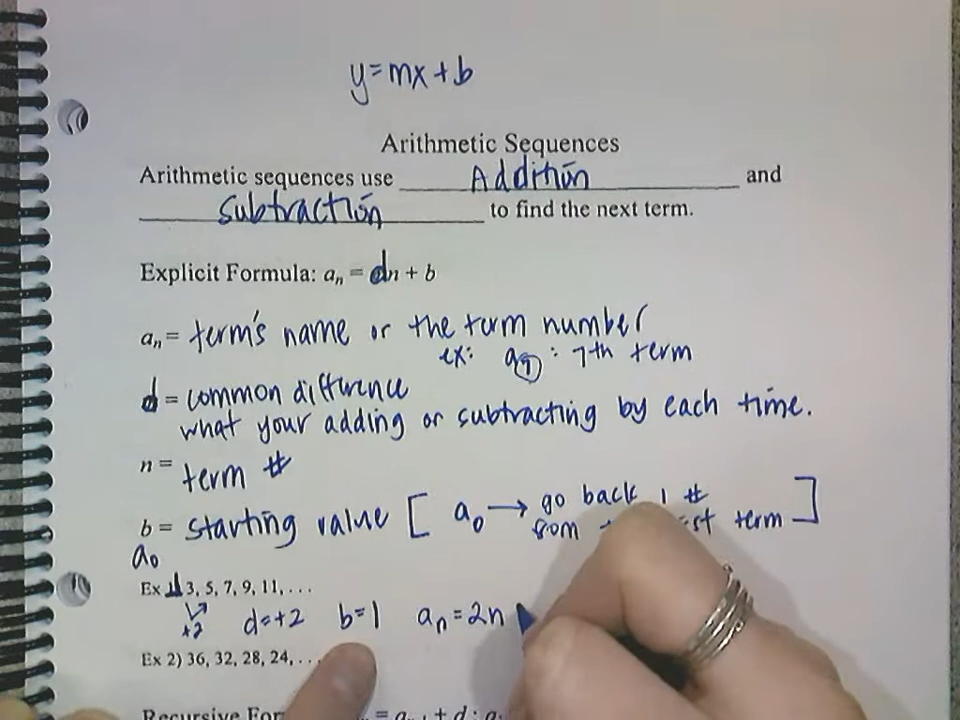 y=mx+b
Arithmetic Sequences
Arithmetic sequences use Addition and
Subtraction to find the next term.
Explicit Formula: aₙ = dn + b
aₙ = term's name or the term number
ex: a₇ : 7th term
d = common difference
what your adding or subtracting by each time.
n = term #
b = starting value [ a₀ → go back 1 #
from first term ]
a₀
Ex 1) 3, 5, 7, 9, 11, . . .
+2 d=+2 b=1 aₙ=2n
Ex 2) 36, 32, 28, 24, . . .